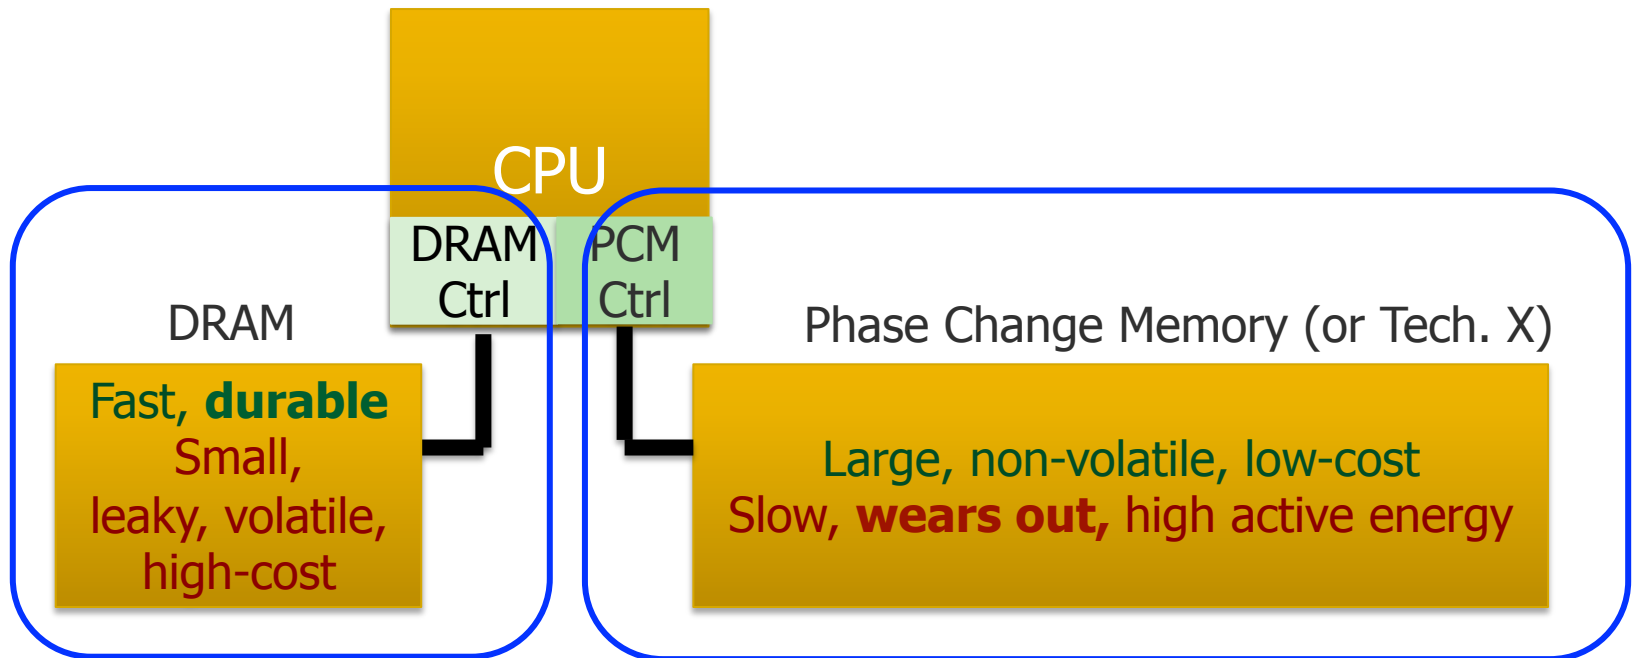 CPU
DRAM
Ctrl
PCM
Ctrl
DRAM
Fast, durable
Small,
leaky, volatile,
high-cost
Phase Change Memory (or Tech. X)
Large, non-volatile, low-cost
Slow, wears out, high active energy